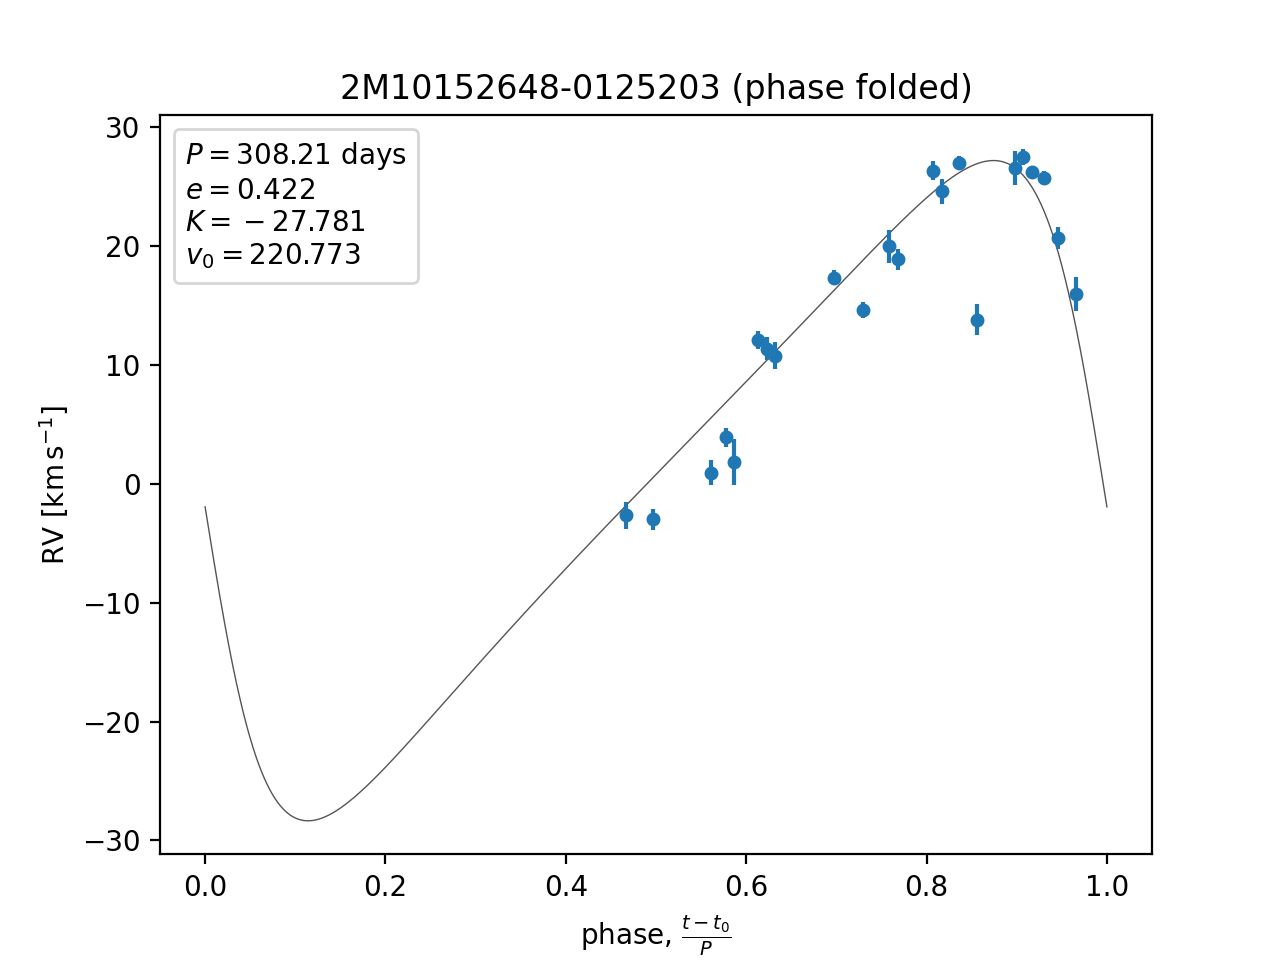 2M10152648-0125203 (phase folded)
P = 308.21 days
e = 0.422
K = −27.781
v₀ = 220.773
30
20
10
0
−10
−20
−30
RV [km s⁻¹]
0.0 0.2 0.4 0.6 0.8 1.0
phase, (t − t₀)/P